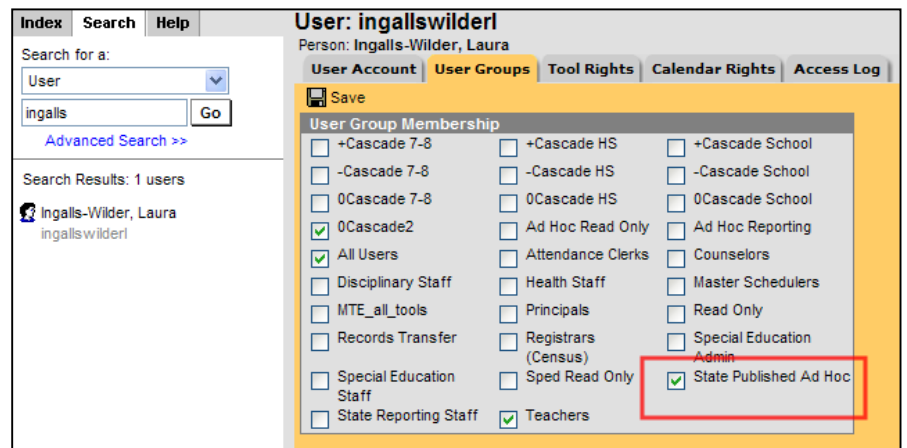 Index Search Help
Search for a:
User
ingalls Go
Advanced Search >>
Search Results: 1 users
Ingalls-Wilder, Laura
ingallswilderl
User: ingallswilderl
Person: Ingalls-Wilder, Laura
User Account User Groups Tool Rights Calendar Rights Access Log
Save
User Group Membership
+Cascade 7-8 +Cascade HS +Cascade School
-Cascade 7-8 -Cascade HS -Cascade School
0Cascade 7-8 0Cascade HS 0Cascade School
0Cascade2 Ad Hoc Read Only Ad Hoc Reporting
All Users Attendance Clerks Counselors
Disciplinary Staff Health Staff Master Schedulers
MTE_all_tools Principals Read Only
Records Transfer Registrars Special Education
(Census) Admin
Special Education Sped Read Only State Published Ad Hoc
Staff
State Reporting Staff Teachers